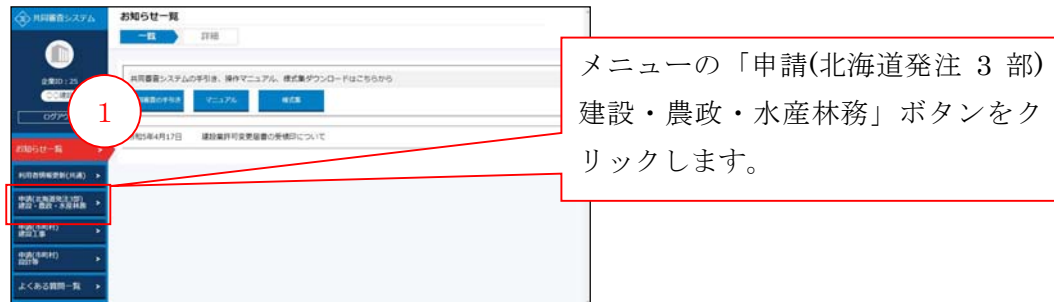 共同審査システム
お知らせ一覧
一覧
詳細
企業ID：25
共同審査システムの手引き、操作マニュアル、様式集ダウンロードはこちらから
マニュアル
様式集
ログアウ
1
5年4月17日
建設業許可変更届書の受付印について
お知らせ一覧
利用者情報更新(共通)
申請(北海道発注3部)
建設・農政・水産林務
申請(市町村)
建設工事
申請(市町村)
設計等
よくある質問一覧
メニューの「申請(北海道発注 3 部)
建設・農政・水産林務」ボタンをク
リックします。